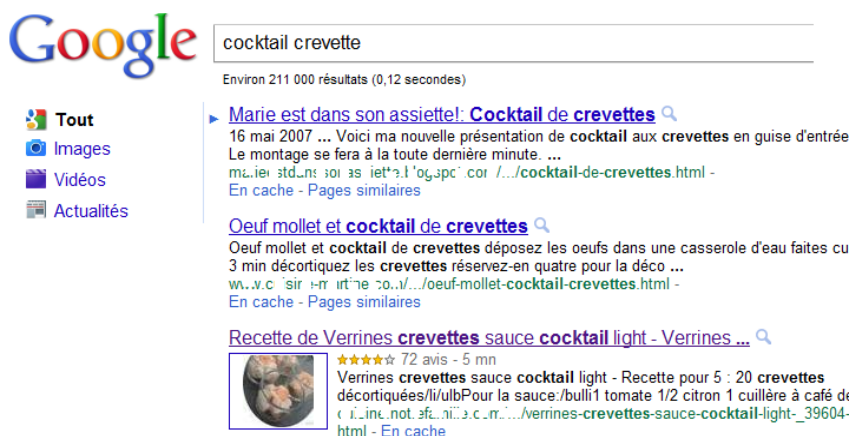 Google
cocktail crevette
Environ 211 000 résultats (0,12 secondes)
Tout
Images
Vidéos
Actualités
Marie est dans son assiette!: Cocktail de crevettes
16 mai 2007 ... Voici ma nouvelle présentation de cocktail aux crevettes en guise d'entrée
Le montage se fera à la toute dernière minute. ...
/.../cocktail-de-crevettes.html -
En cache - Pages similaires
Oeuf mollet et cocktail de crevettes
Oeuf mollet et cocktail de crevettes déposez les oeufs dans une casserole d'eau faites cu
3 min décortiquez les crevettes réservez-en quatre pour la déco ...
/.../oeuf-mollet-cocktail-crevettes.html -
En cache - Pages similaires
Recette de Verrines crevettes sauce cocktail light - Verrines ...
72 avis - 5 mn
Verrines crevettes sauce cocktail light - Recette pour 5 : 20 crevettes
décortiquées/li/ulbPour la sauce:/bulli1 tomate 1/2 citron 1 cuillère à café de
/.../verrines-crevettes-sauce-cocktail-light-_39604-
html - En cache